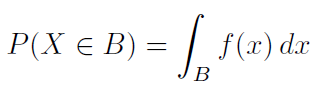 P(X ∈ B) = ∫_B f(x) dx